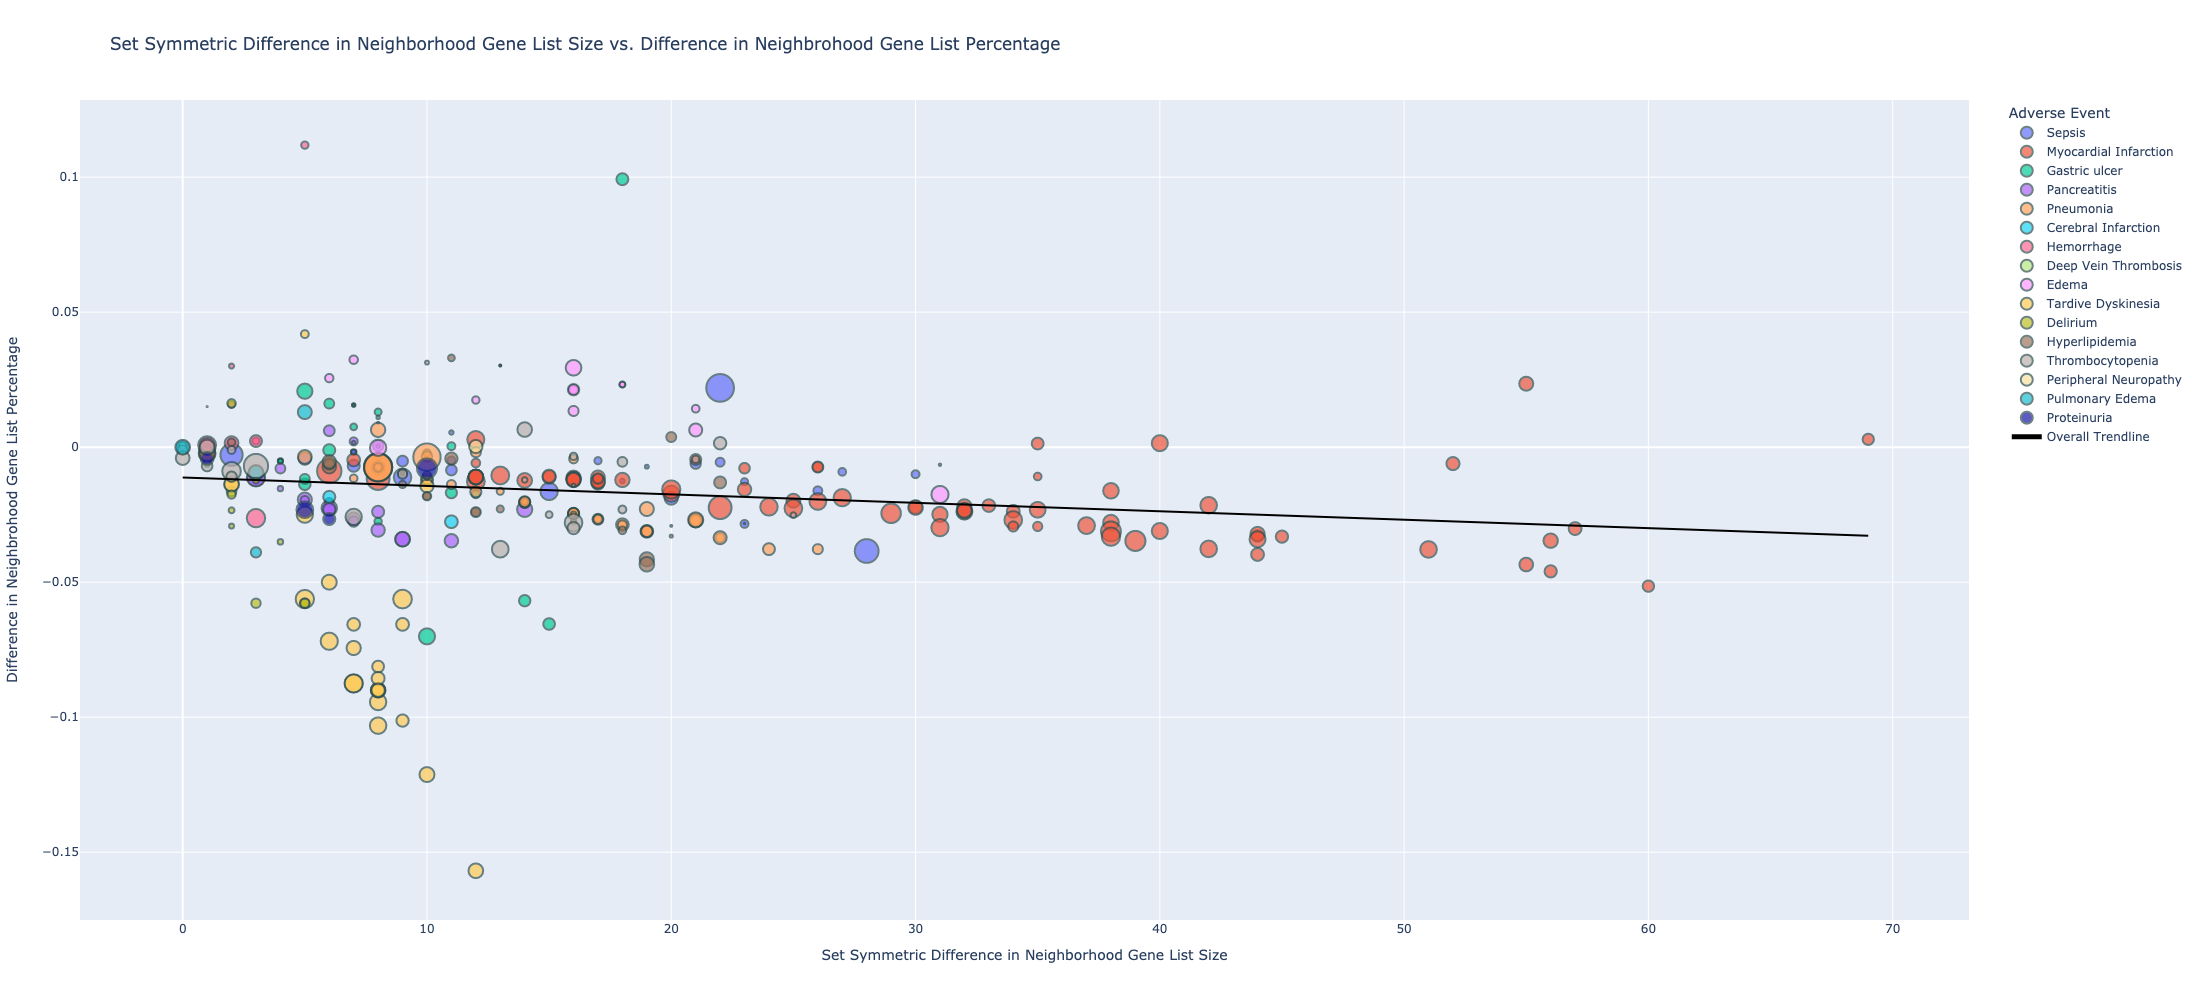 Set Symmetric Difference in Neighborhood Gene List Size vs. Difference in Neighbrohood Gene List Percentage
Adverse Event
Sepsis
Myocardial Infarction
Gastric ulcer
Pancreatitis
Pneumonia
Cerebral Infarction
Hemorrhage
Deep Vein Thrombosis
Edema
Tardive Dyskinesia
Delirium
Hyperlipidemia
Thrombocytopenia
Peripheral Neuropathy
Pulmonary Edema
Proteinuria
Overall Trendline
Difference in Neighbrohood Gene List Percentage
0.1
0.05
0
−0.05
−0.1
−0.15
0 10 20 30 40 50 60 70
Set Symmetric Difference in Neighborhood Gene List Size